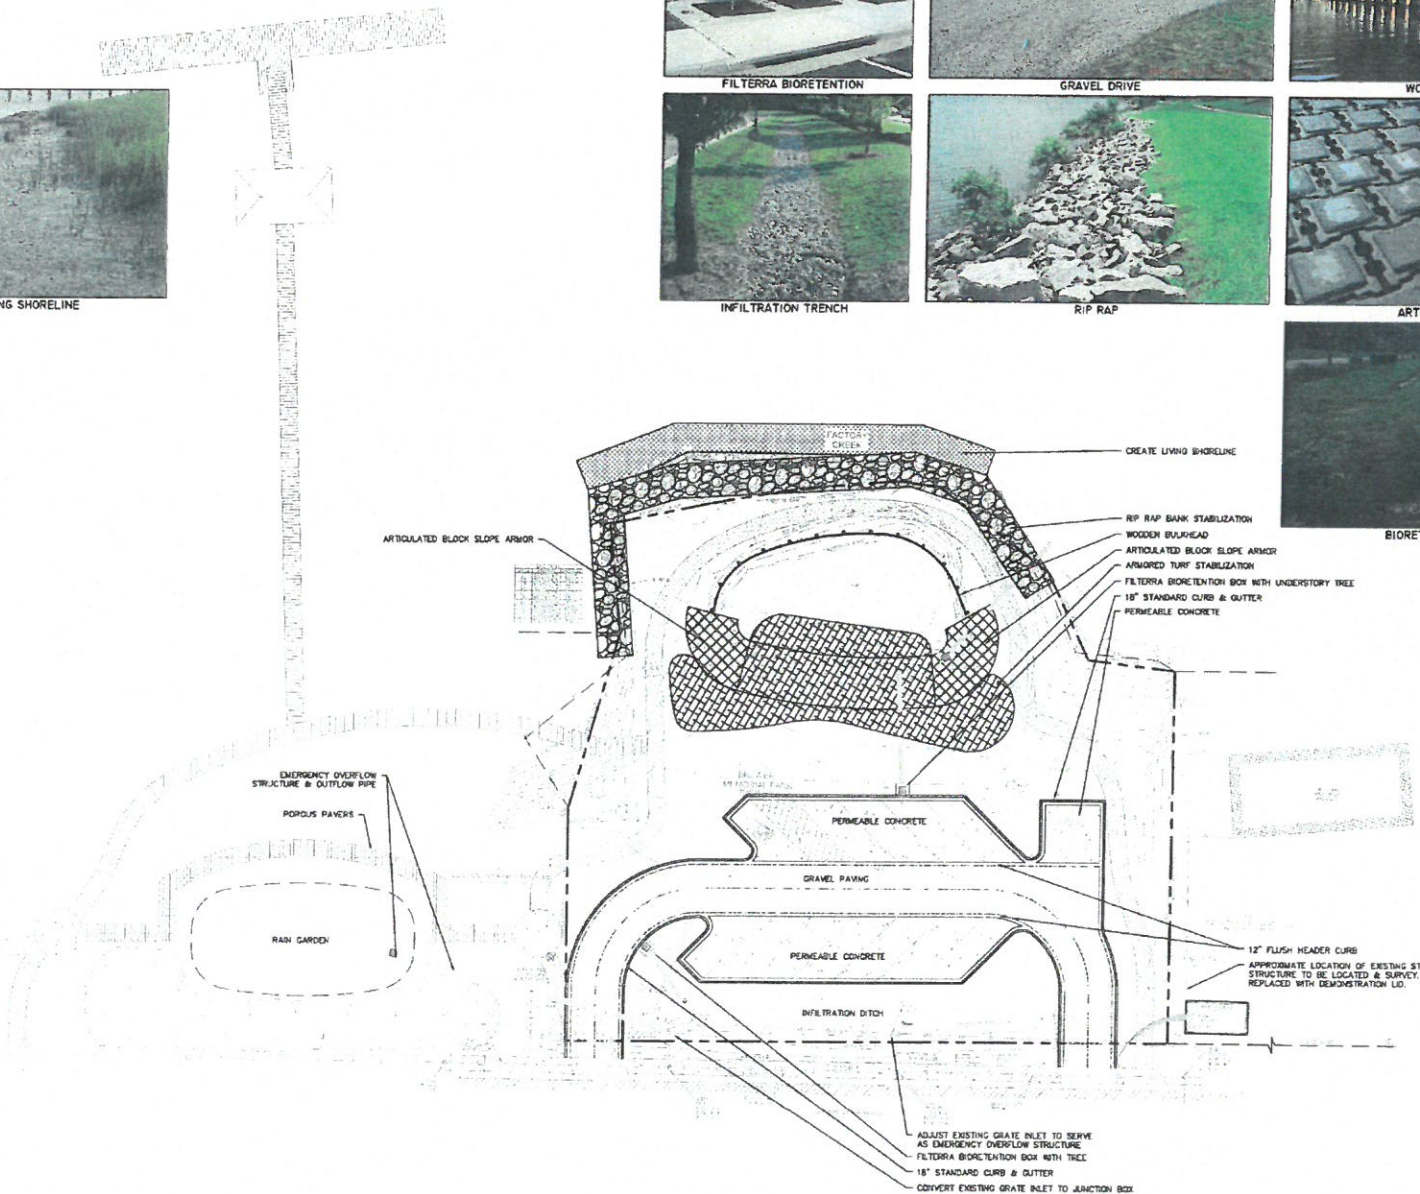 FILTERRA BIORETENTION
GRAVEL DRIVE
NG SHORELINE
INFILTRATION TRENCH
RIP RAP
ART
BIORE
FACTORY
CREEK
CREATE LIVING SHORELINE
RIP RAP BANK STABILIZATION
WOODEN BULKHEAD
ARTICULATED BLOCK SLOPE ARMOR
ARMORED TURF STABILIZATION
FILTERRA BIORETENTION BOX WITH UNDERSTORY TREE
18" STANDARD CURB & GUTTER
PERMEABLE CONCRETE
ARTICULATED BLOCK SLOPE ARMOR
EMERGENCY OVERFLOW
STRUCTURE & OUTFLOW PIPE
POROUS PAVERS
RAIN GARDEN
PERMEABLE CONCRETE
GRAVEL PAVING
PERMEABLE CONCRETE
INFILTRATION DITCH
12" FLUSH HEADER CURB
APPROXIMATE LOCATION OF EXISTING ST
STRUCTURE TO BE LOCATED & SURVEY.
REPLACED WITH DEMONSTRATION LID.
ADJUST EXISTING GRATE INLET TO SERVE
AS EMERGENCY OVERFLOW STRUCTURE
FILTERRA BIORETENTION BOX WITH TREE
18" STANDARD CURB & GUTTER
CONVERT EXISTING GRATE INLET TO JUNCTION BOX